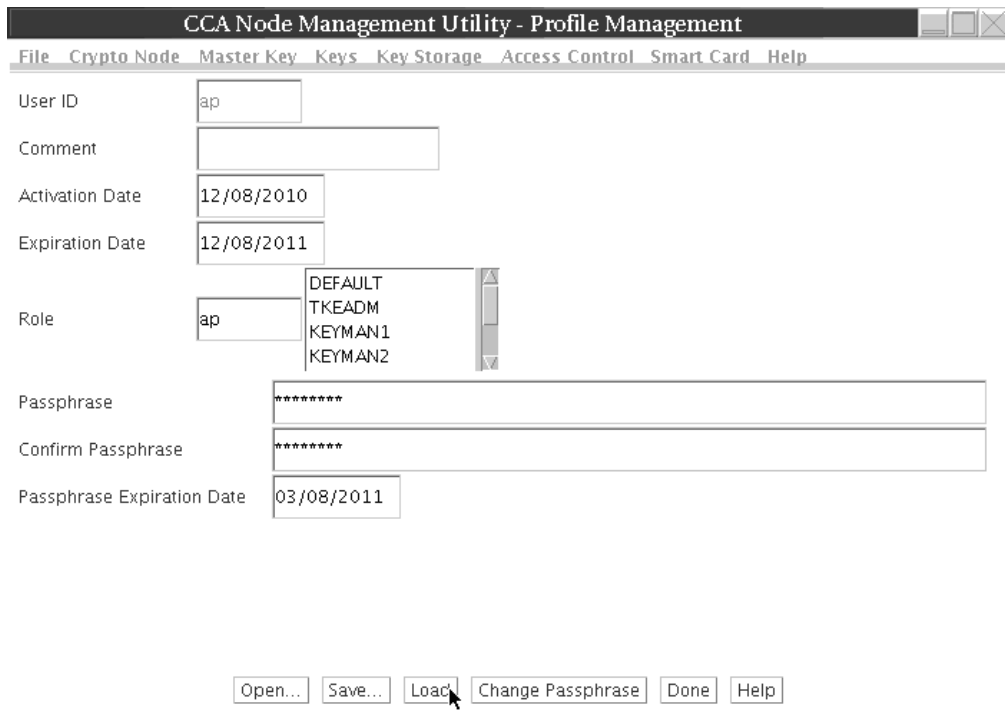 CCA Node Management Utility - Profile Management
File Crypto Node Master Key Keys Key Storage Access Control Smart Card Help
User ID ap
Comment
Activation Date 12/08/2010
Expiration Date 12/08/2011
Role ap
DEFAULT
TKEADM
KEYMAN1
KEYMAN2
Passphrase ********
Confirm Passphrase ********
Passphrase Expiration Date 03/08/2011
Open... Save... Load Change Passphrase Done Help